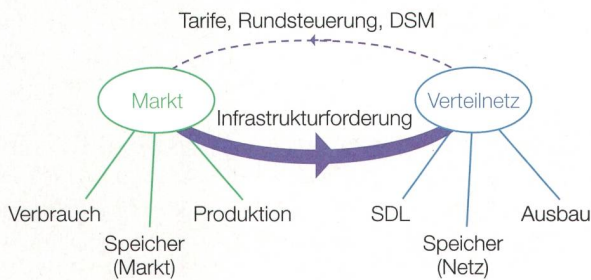 Tarife, Rundsteuerung, DSM
Markt
Verteilnetz
Infrastrukturforderung
Verbrauch
Produktion
SDL
Ausbau
Speicher
(Markt)
Speicher
(Netz)